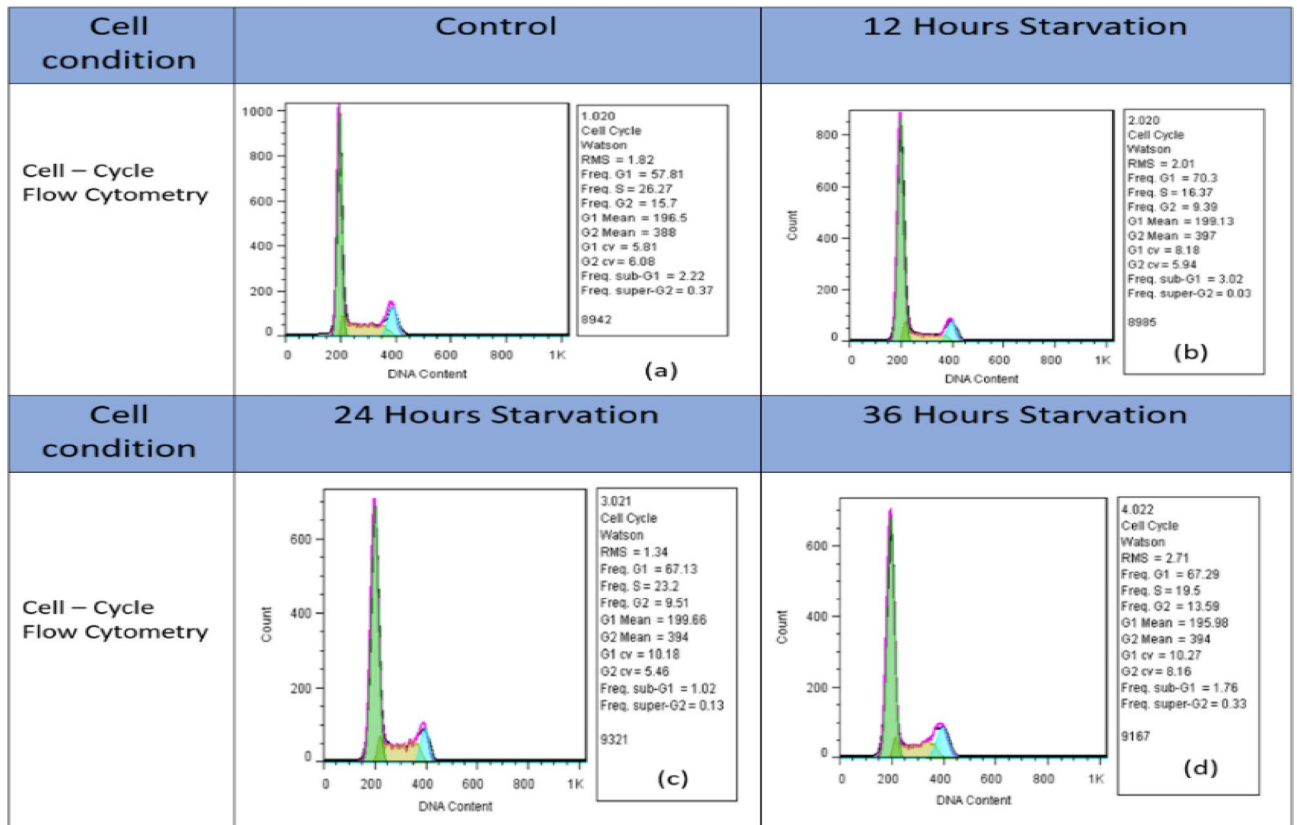 Cell condition
Control
12 Hours Starvation
Cell – Cycle
Flow Cytometry
1000
800
600
400
200
0
0 200 400 600 800 1K
DNA Content
1.020
Cell Cycle
Watson
RMS = 1.82
Freq. G1 = 57.81
Freq. S = 26.27
Freq. G2 = 15.7
G1 Mean = 196.5
G2 Mean = 388
G1 cv = 5.81
G2 cv = 6.08
Freq. sub-G1 = 2.22
Freq. super-G2 = 0.37
8942
(a)
Count
800
600
400
200
0
0 200 400 600 800 1K
DNA Content
2.020
Cell Cycle
Watson
RMS = 2.01
Freq. G1 = 70.3
Freq. S = 16.37
Freq. G2 = 9.39
G1 Mean = 199.13
G2 Mean = 397
G1 cv = 8.18
G2 cv = 5.94
Freq. sub-G1 = 3.02
Freq. super-G2 = 0.03
8985
(b)
Cell condition
24 Hours Starvation
36 Hours Starvation
Cell – Cycle
Flow Cytometry
Count
600
400
200
0
0 200 400 600 800 1K
DNA Content
3.021
Cell Cycle
Watson
RMS = 1.34
Freq. G1 = 67.13
Freq. S = 23.2
Freq. G2 = 9.51
G1 Mean = 199.66
G2 Mean = 394
G1 cv = 10.18
G2 cv = 5.46
Freq. sub-G1 = 1.02
Freq. super-G2 = 0.13
9321
(c)
Count
600
400
200
0
0 200 400 600 800 1K
DNA Content
4.022
Cell Cycle
Watson
RMS = 2.71
Freq. G1 = 67.29
Freq. S = 19.5
Freq. G2 = 13.59
G1 Mean = 195.98
G2 Mean = 394
G1 cv = 10.27
G2 cv = 8.16
Freq. sub-G1 = 1.76
Freq. super-G2 = 0.33
9167
(d)